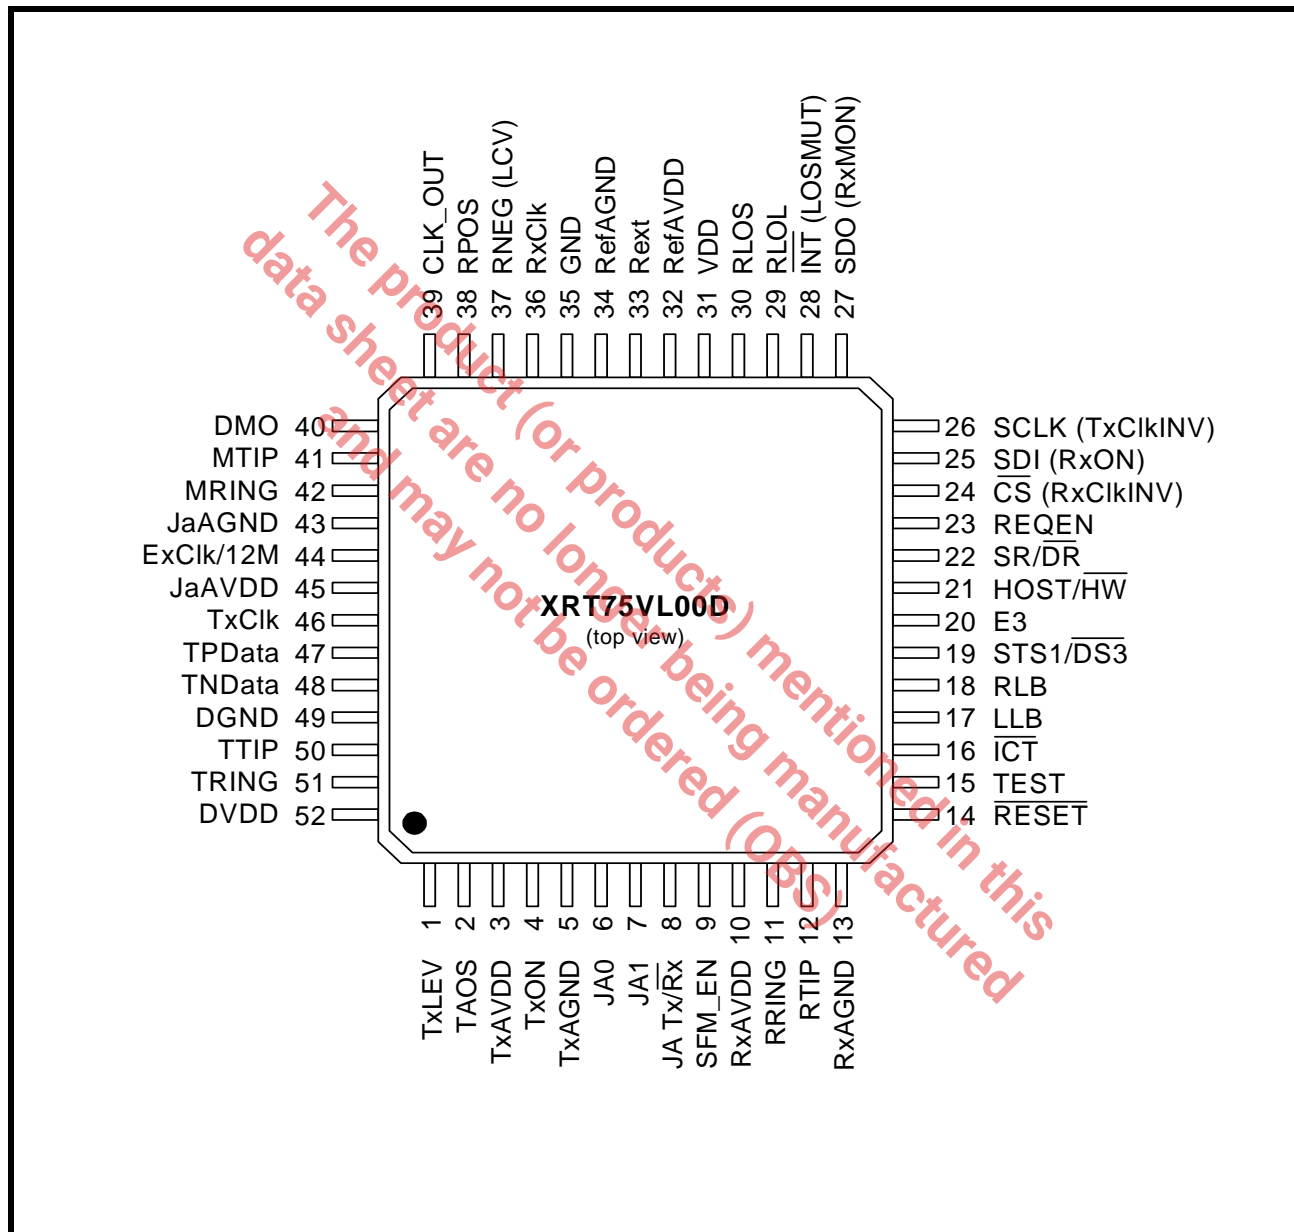 39 CLK_OUT
38 RPOS
37 RNEG (LCV)
36 RxClk
35 GND
34 RefAGND
33 Rext
32 RefAVDD
31 VDD
30 RLOS
29 RLOL
28 INT (LOSMUT)
27 SDO (RxMON)
DMO 40
MTIP 41
MRING 42
JaAGND 43
ExClk/12M 44
JaAVDD 45
TxClk 46
TPData 47
TNData 48
DGND 49
TTIP 50
TRING 51
DVDD 52
XRT75VL00D
(top view)
26 SCLK (TxClkINV)
25 SDI (RxON)
24 CS (RxClkINV)
23 REQEN
22 SR/DR
21 HOST/HW
20 E3
19 STS1/DS3
18 RLB
17 LLB
16 ICT
15 TEST
14 RESET
TxLEV 1
TAOS 2
TxAVDD 3
TxON 4
TxAGND 5
JA0 6
JA1 7
JA Tx/Rx 8
SFM_EN 9
RxAVDD 10
RRING 11
RTIP 12
RxAGND 13
The product (or products) mentioned in this
data sheet are no longer being manufactured
and may not be ordered (OBS)